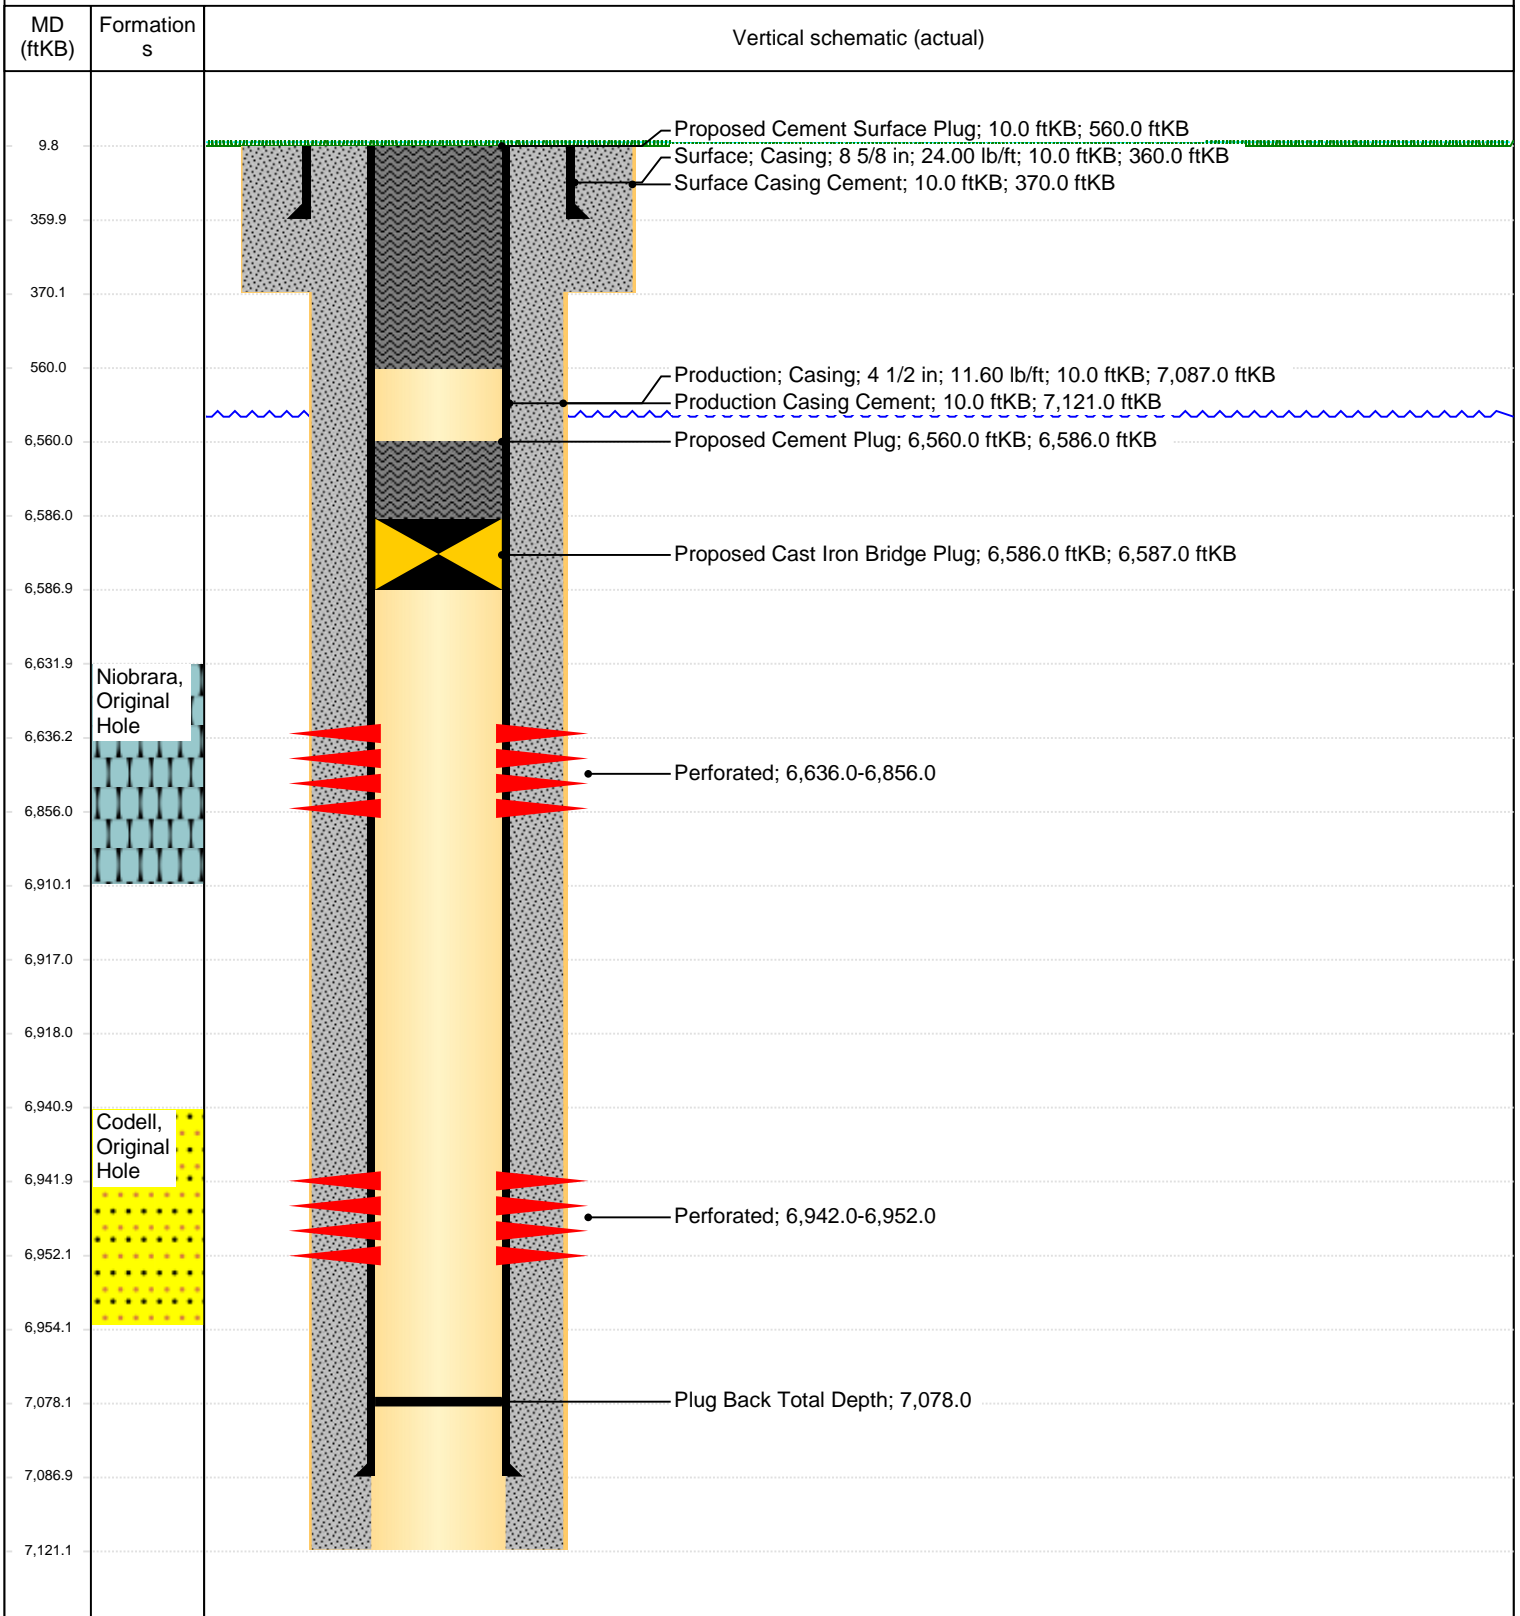 MD
(ftKB)
Formation
s
Vertical schematic (actual)
9.8
359.9
370.1
560.0
6,560.0
6,586.0
6,586.9
6,631.9
6,636.2
6,856.0
6,910.1
6,917.0
6,918.0
6,940.9
6,941.9
6,952.1
6,954.1
7,078.1
7,086.9
7,121.1
Niobrara,
Original
Hole
Codell,
Original
Hole
Proposed Cement Surface Plug; 10.0 ftKB; 560.0 ftKB
Surface; Casing; 8 5/8 in; 24.00 lb/ft; 10.0 ftKB; 360.0 ftKB
Surface Casing Cement; 10.0 ftKB; 370.0 ftKB
Production; Casing; 4 1/2 in; 11.60 lb/ft; 10.0 ftKB; 7,087.0 ftKB
Production Casing Cement; 10.0 ftKB; 7,121.0 ftKB
Proposed Cement Plug; 6,560.0 ftKB; 6,586.0 ftKB
Proposed Cast Iron Bridge Plug; 6,586.0 ftKB; 6,587.0 ftKB
Perforated; 6,636.0-6,856.0
Perforated; 6,942.0-6,952.0
Plug Back Total Depth; 7,078.0